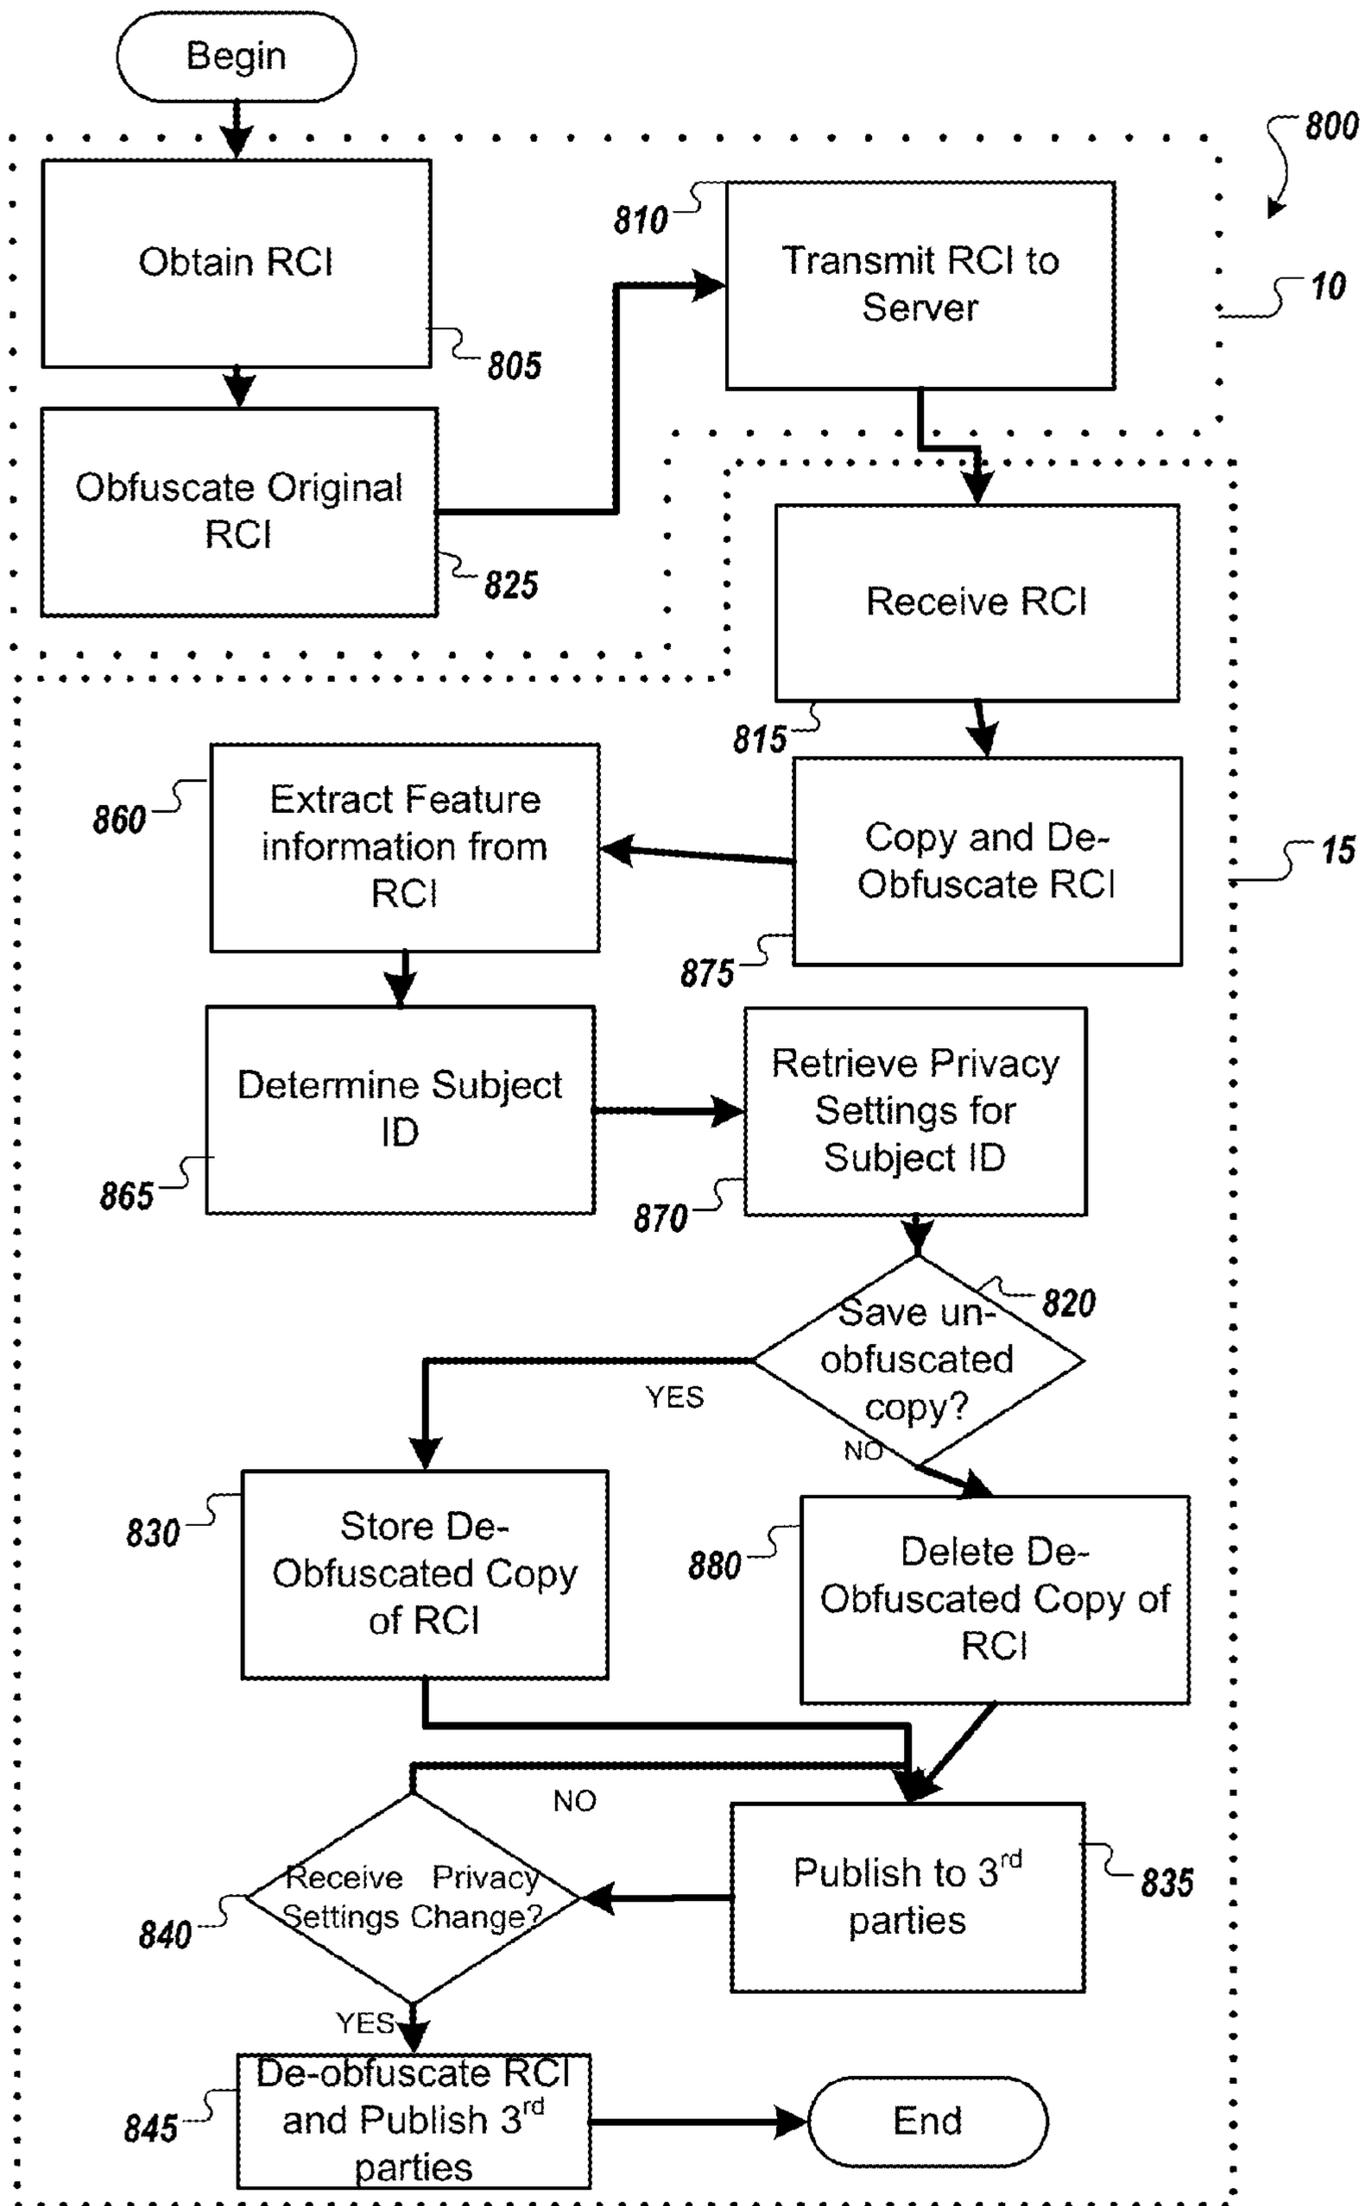 Begin
800
Obtain RCI
805
810
Transmit RCI to
Server
10
Obfuscate Original
RCI
825
Receive RCI
815
Copy and De-
Obfuscate RCI
875
15
860
Extract Feature
information from
RCI
Determine Subject
ID
865
Retrieve Privacy
Settings for
Subject ID
870
Save un-
obfuscated
copy?
820
YES
NO
830
Store De-
Obfuscated Copy
of RCI
880
Delete De-
Obfuscated Copy of
RCI
NO
Publish to 3rd
parties
835
Receive Privacy
Settings Change?
840
YES
De-obfuscate RCI
and Publish 3rd
parties
845
End